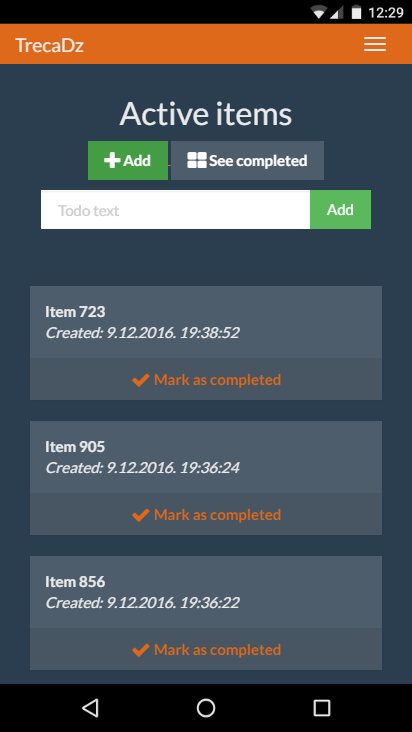 12:29
TrecaDz
Active items
Add See completed
Todo text Add
Item 723
Created: 9.12.2016. 19:38:52
Mark as completed
Item 905
Created: 9.12.2016. 19:36:24
Mark as completed
Item 856
Created: 9.12.2016. 19:36:22
Mark as completed